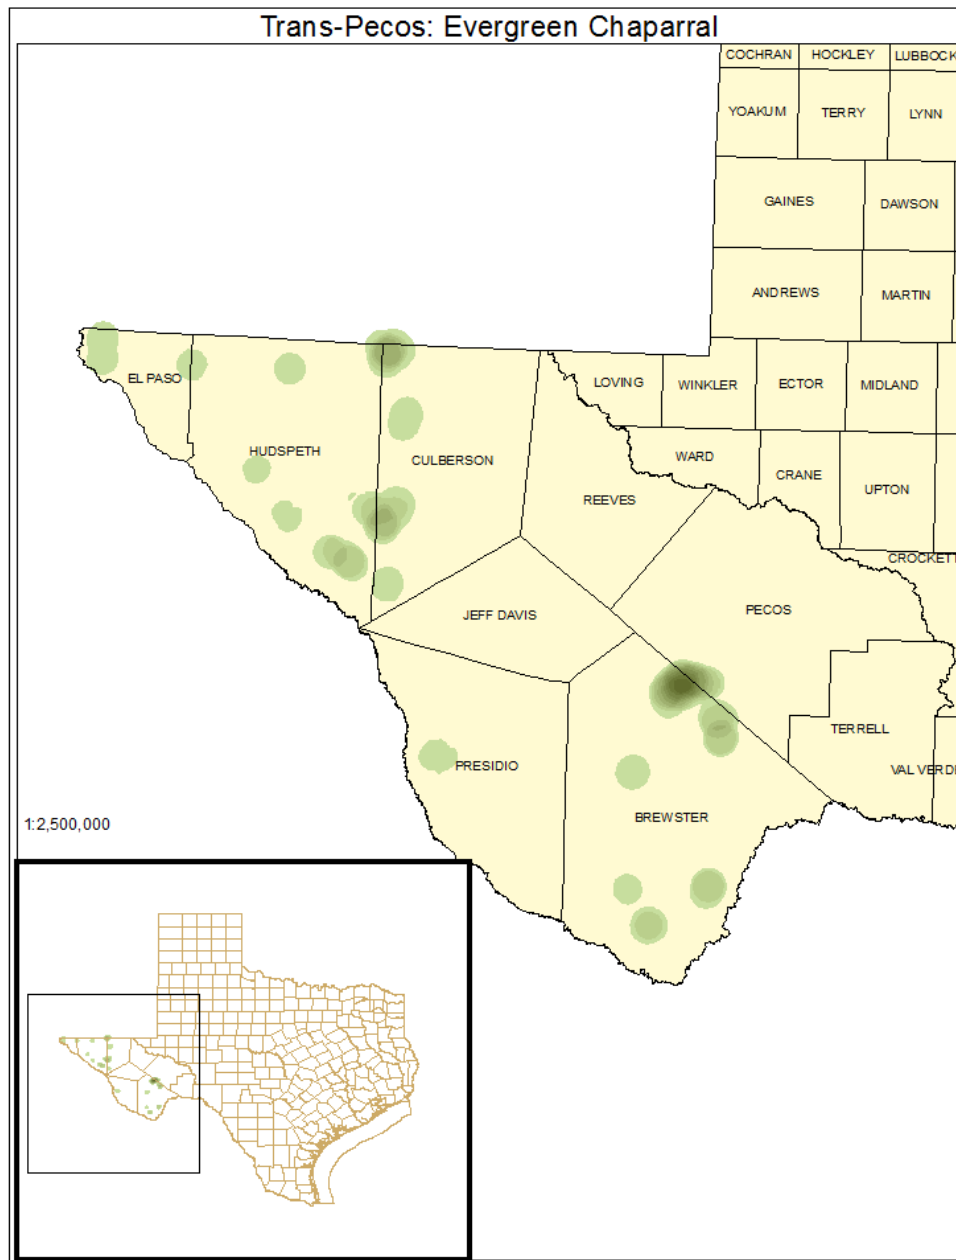 Trans-Pecos: Evergreen Chaparral
COCHRAN HOCKLEY LUBBOCK
YOAKUM TERRY LYNN
GAINES DAWSON
ANDREWS MARTIN
EL PASO LOVING WINKLER ECTOR MIDLAND
HUDSPETH CULBERSON WARD
REEVES CRANE UPTON
CROCKETT
JEFF DAVIS PECOS
TERRELL
PRESIDIO VAL VERD
BREWSTER
1:2,500,000